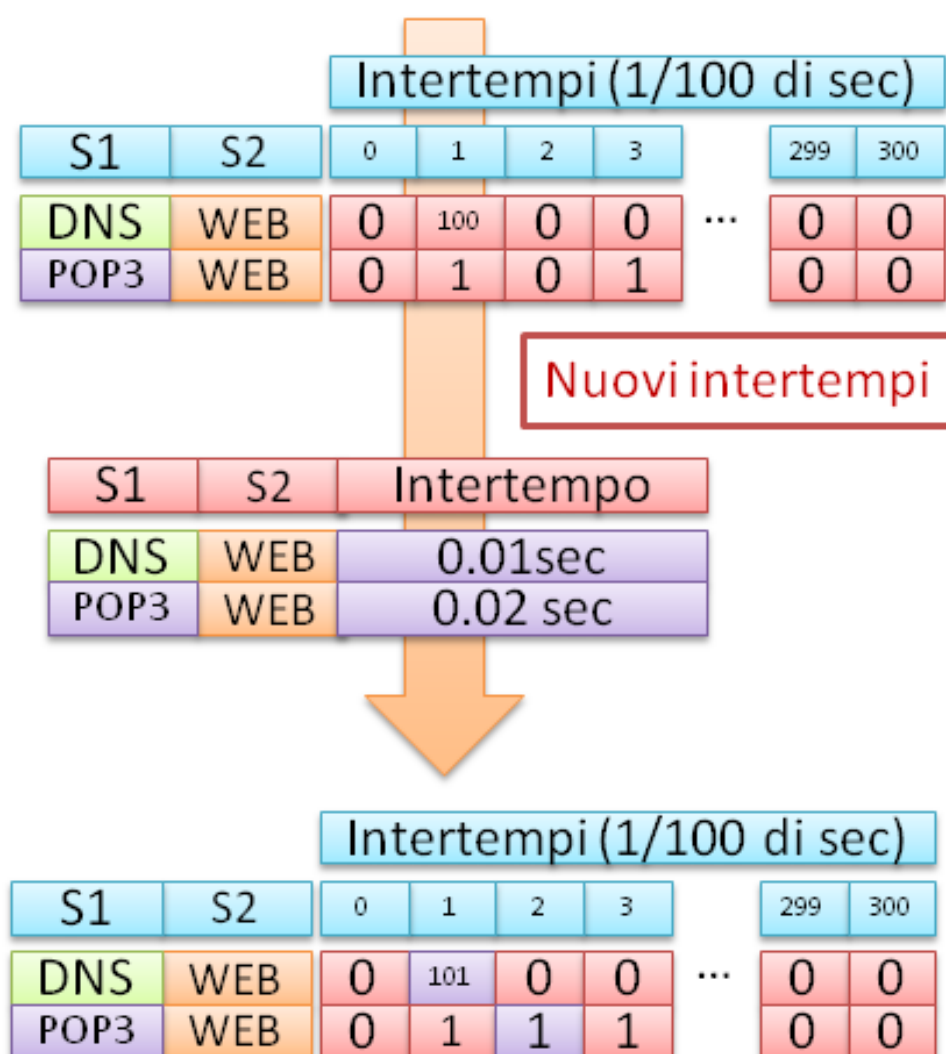 Intertempi (1/100 di sec)
S1 S2 0 1 2 3 299 300
DNS WEB 0 100 0 0 ... 0 0
POP3 WEB 0 1 0 1 0 0
Nuovi intertempi
S1 S2 Intertempo
DNS WEB 0.01sec
POP3 WEB 0.02 sec
Intertempi (1/100 di sec)
S1 S2 0 1 2 3 299 300
DNS WEB 0 101 0 0 ... 0 0
POP3 WEB 0 1 1 1 0 0